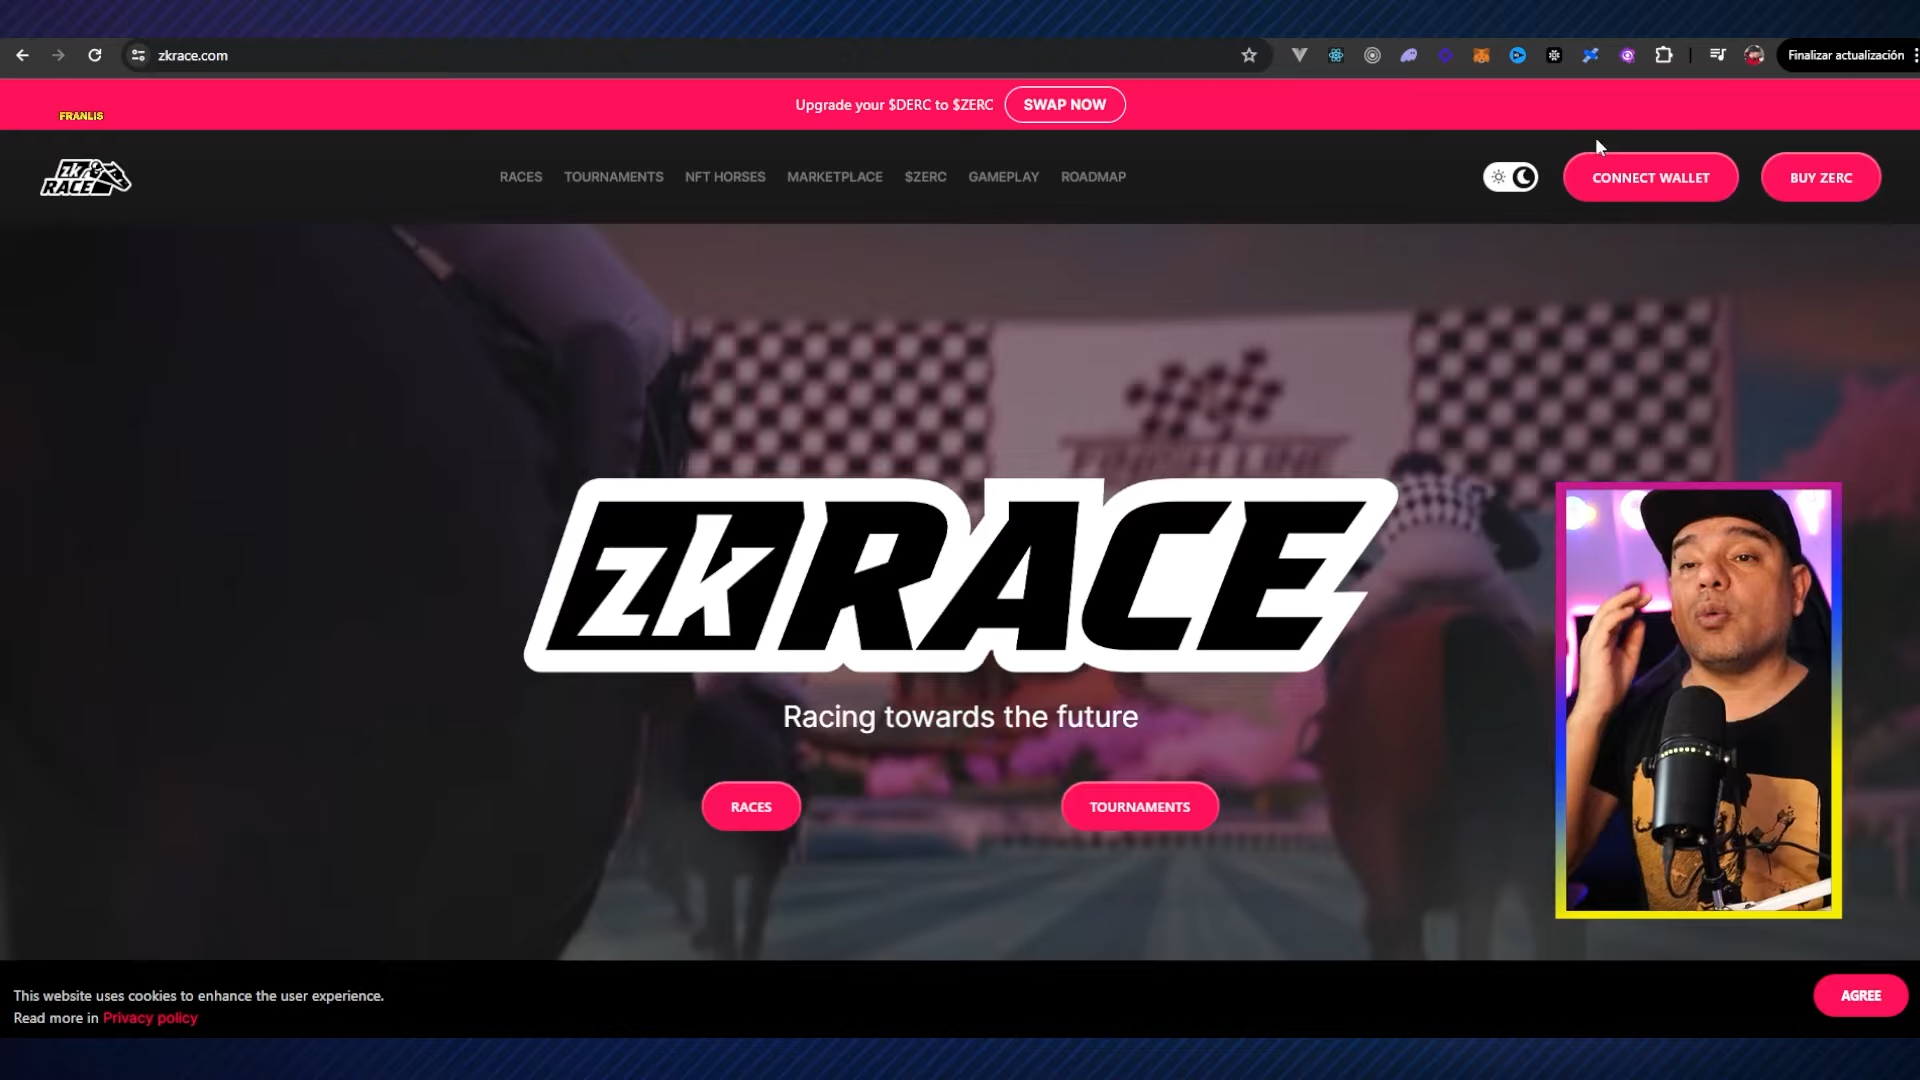 zkrace.com
Finalizar actualización
Upgrade your $DERC to $ZERC
SWAP NOW
FRANLIS
ZK RACE
RACES
TOURNAMENTS
NFT HORSES
MARKETPLACE
$ZERC
GAMEPLAY
ROADMAP
CONNECT WALLET
BUY ZERC
FINISH LINE
zkRACE
Racing towards the future
RACES
TOURNAMENTS
This website uses cookies to enhance the user experience.
Read more in Privacy policy
AGREE